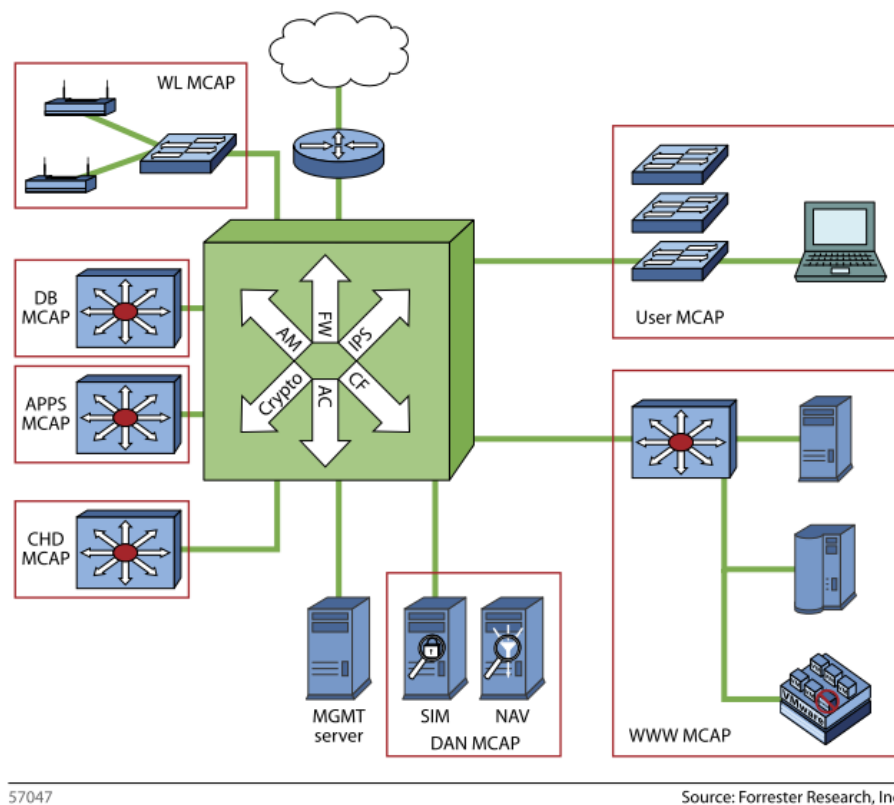 WL MCAP
DB
MCAP
APPS
MCAP
CHD
MCAP
AM
FW
IPS
Crypto
AC
CF
User MCAP
MGMT
server
SIM
NAV
DAN MCAP
VMware
WWW MCAP
57047
Source: Forrester Research, Inc